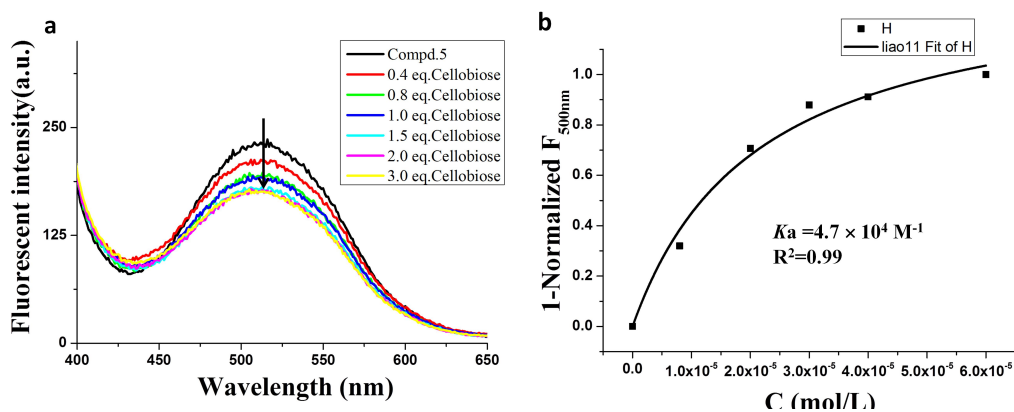 a
Fluorescent intensity(a.u.)
250
125
0
400
450
500
550
600
650
Wavelength (nm)
Compd.5
0.4 eq.Cellobiose
0.8 eq.Cellobiose
1.0 eq.Cellobiose
1.5 eq.Cellobiose
2.0 eq.Cellobiose
3.0 eq.Cellobiose
b
1-Normalized F500nm
1.0
0.8
0.6
0.4
0.2
0.0
0.0
1.0x10-5
2.0x10-5
3.0x10-5
4.0x10-5
5.0x10-5
6.0x10-5
C (mol/L)
H
liao11 Fit of H
Ka =4.7 × 10⁴ M⁻¹
R²=0.99